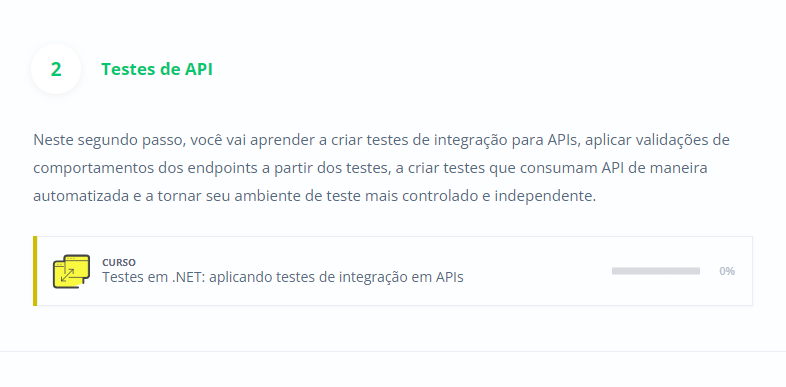 2
Testes de API
Neste segundo passo, você vai aprender a criar testes de integração para APIs, aplicar validações de
comportamentos dos endpoints a partir dos testes, a criar testes que consumam API de maneira
automatizada e a tornar seu ambiente de teste mais controlado e independente.
CURSO
Testes em .NET: aplicando testes de integração em APIs
0%